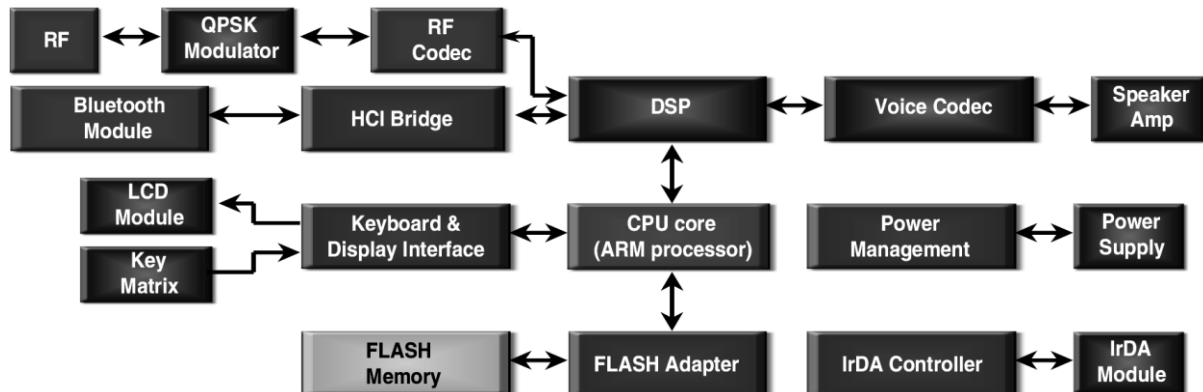 RF
QPSK
Modulator
RF
Codec
Bluetooth
Module
HCI Bridge
DSP
Voice Codec
Speaker
Amp
LCD
Module
Keyboard &
Display Interface
CPU core
(ARM processor)
Power
Management
Power
Supply
Key
Matrix
FLASH
Memory
FLASH Adapter
IrDA Controller
IrDA
Module